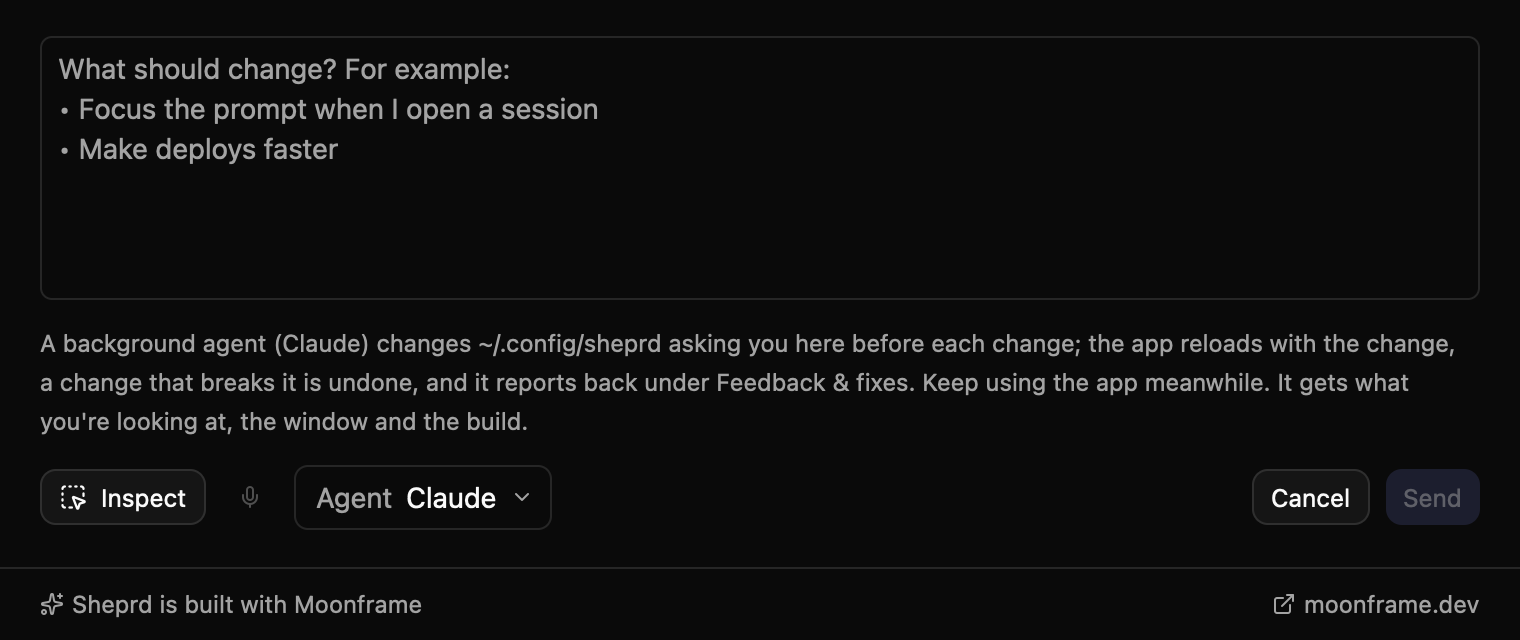 What should change? For example:
• Focus the prompt when I open a session
• Make deploys faster
A background agent (Claude) changes ~/.config/sheprd asking you here before each change; the app reloads with the change,
a change that breaks it is undone, and it reports back under Feedback & fixes. Keep using the app meanwhile. It gets what
you're looking at, the window and the build.
Inspect Agent Claude Cancel Send
Sheprd is built with Moonframe moonframe.dev